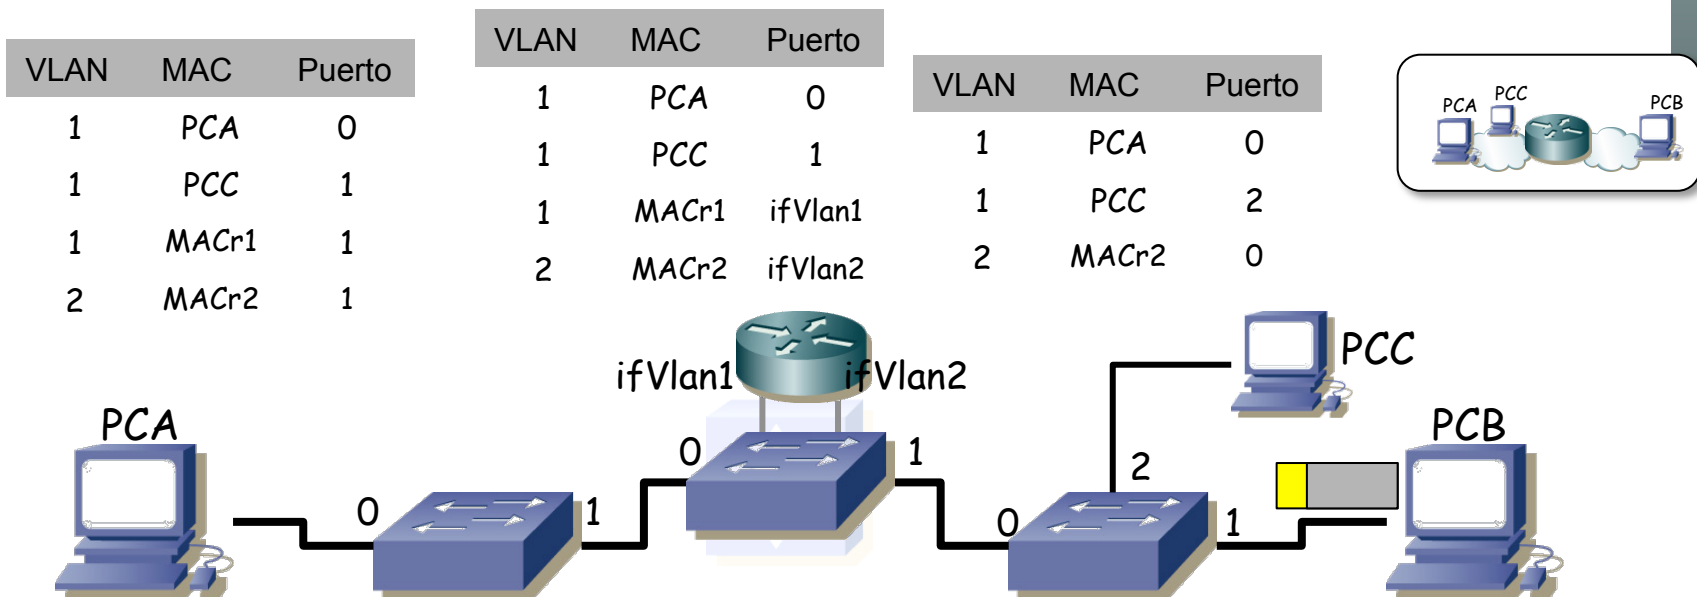 VLAN MAC Puerto
1 PCA 0
1 PCC 1
1 MACr1 1
2 MACr2 1
VLAN MAC Puerto
1 PCA 0
1 PCC 1
1 MACr1 ifVlan1
2 MACr2 ifVlan2
VLAN MAC Puerto
1 PCA 0
1 PCC 2
2 MACr2 0
PCA PCC PCB
ifVlan1 ifVlan2
PCC
PCA
PCB
0 1
2
0 1
0 1